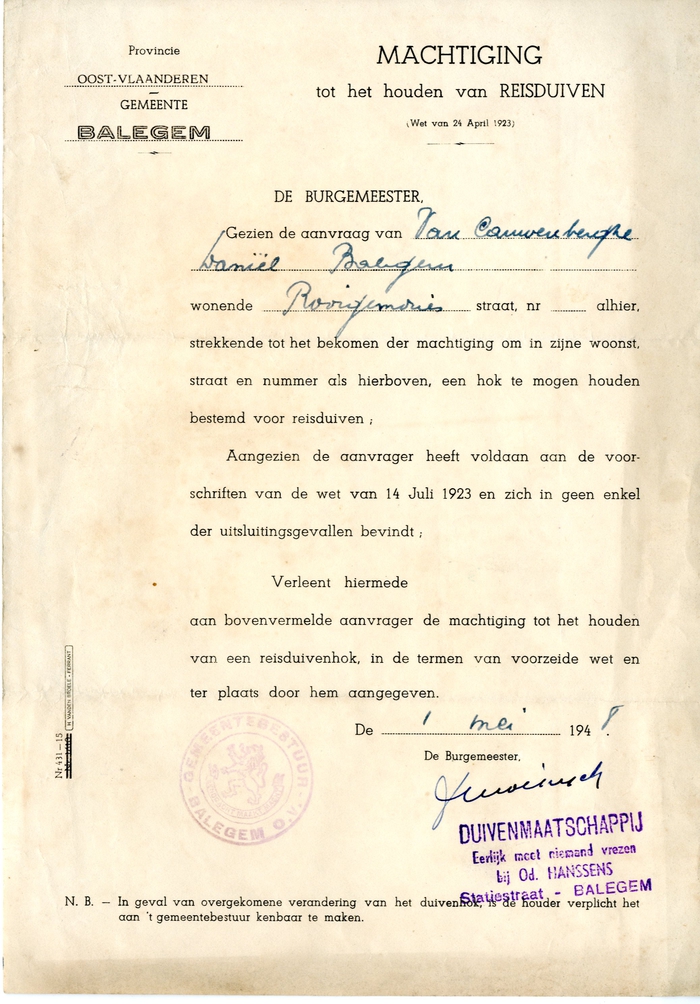 Provincie
OOST-VLAANDEREN
GEMEENTE
BALEGEM
MACHTIGING
tot het houden van REISDUIVEN
(Wet van 24 April 1923)
DE BURGEMEESTER,
Gezien de aanvraag van Van Cauwenberghe
Daniël Balegem
wonende straat, nr alhier,
strekkende tot het bekomen der machtiging om in zijne woonst,
straat en nummer als hierboven, een hok te mogen houden
bestemd voor reisduiven ;
Aangezien de aanvrager heeft voldaan aan de voor-
schriften van de wet van 14 Juli 1923 en zich in geen enkel
der uitsluitingsgevallen bevindt ;
Verleent hiermede
aan bovenvermelde aanvrager de machtiging tot het houden
van een reisduivenhok, in de termen van voorzeide wet en
ter plaats door hem aangegeven.
De 1 mei 1948.
De Burgemeester,
GEMEENTEBESTUUR
BALEGEM O.V.
DUIVENMAATSCHAPPIJ
Eerlijk moet niemand vrezen
bij Od. HANSSENS
Statiestraat - BALEGEM
N. B. — In geval van overgekomene verandering van het duivenhok, is de houder verplicht het
aan 't gemeentebestuur kenbaar te maken.
Nr 431—15